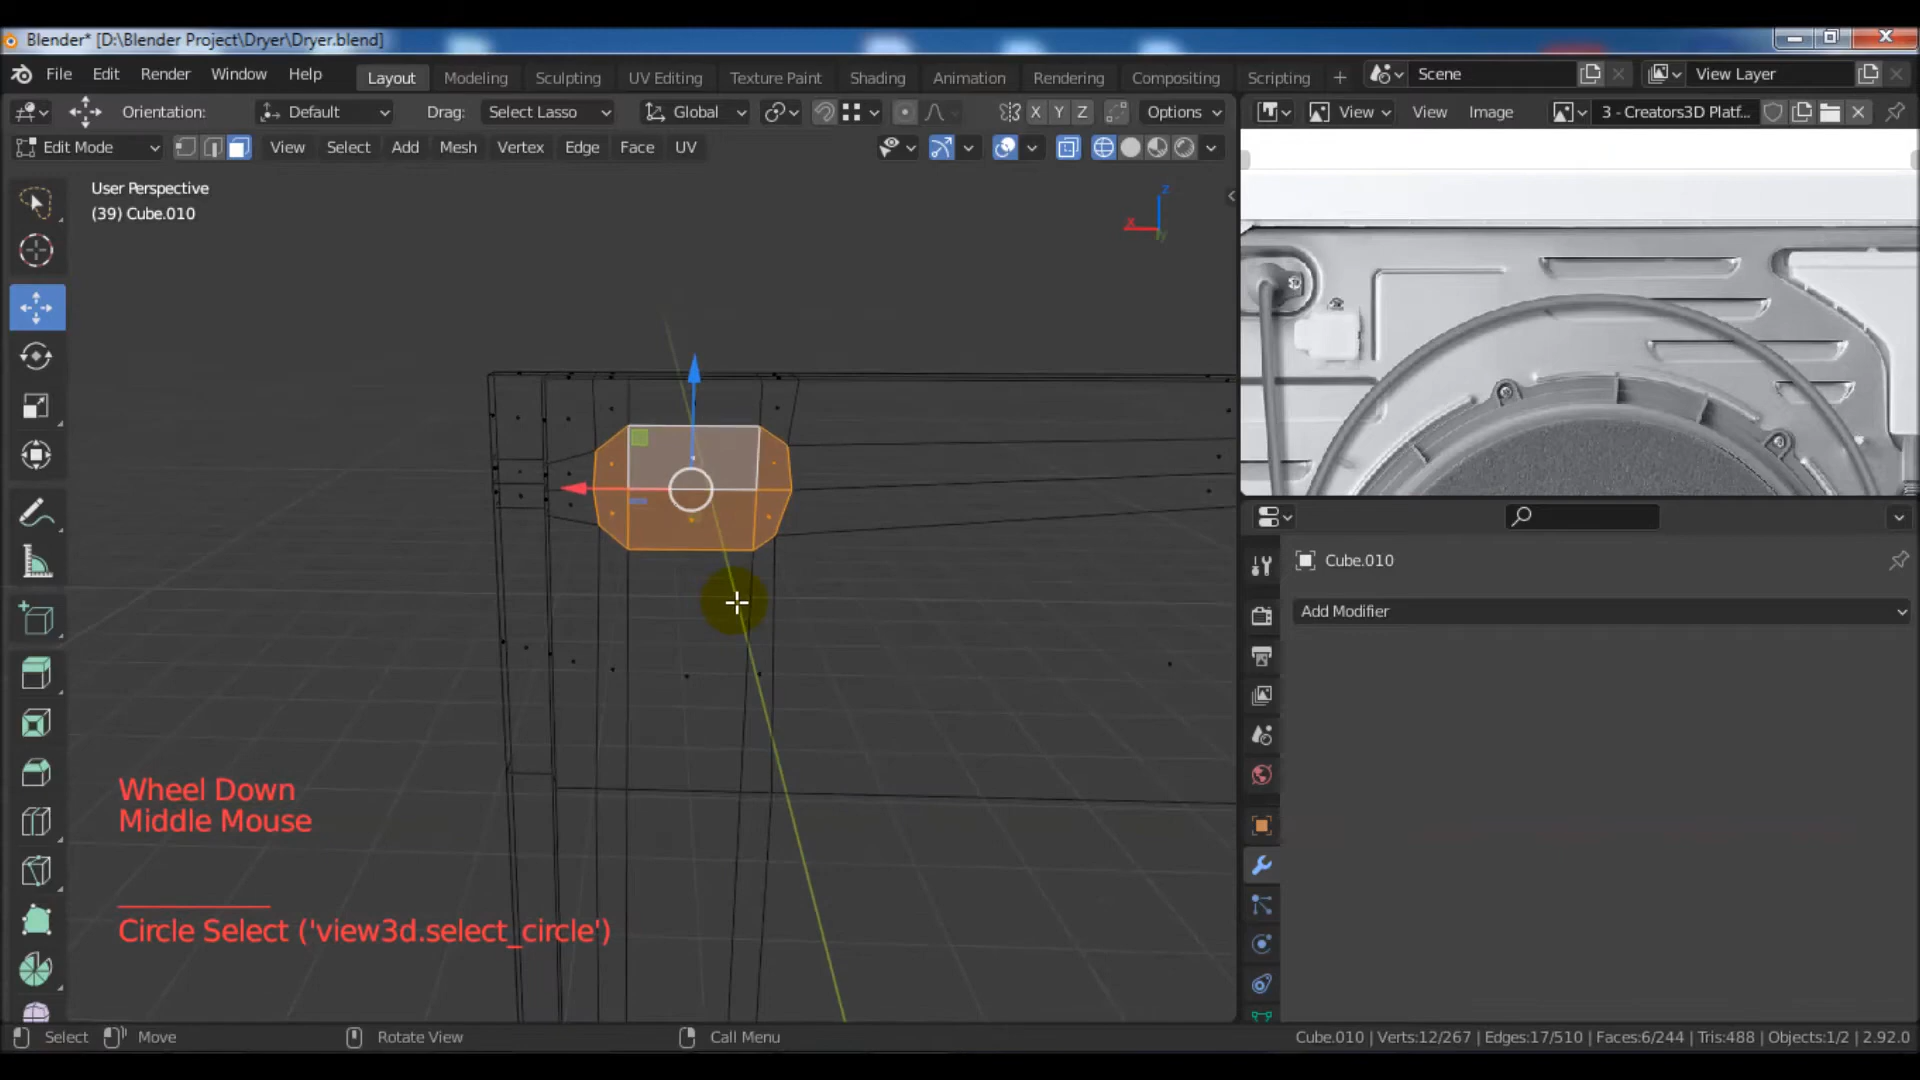 Blender* [D:\Blender Project\Dryer\Dryer.blend]
File Edit Render Window Help
Layout Modeling Sculpting UV Editing Texture Paint Shading Animation Rendering Compositing Scripting +
Scene
View Layer
Orientation: Default Drag: Select Lasso Global X Y Z Options
View View Image 3 - Creators3D Platf...
Edit Mode View Select Add Mesh Vertex Edge Face UV
User Perspective
(39) Cube.010
Z
X
Y
Cube.010
Add Modifier
Wheel Down
Middle Mouse
Circle Select ('view3d.select_circle')
Select Move Rotate View Call Menu
Cube.010 | Verts:12/267 | Edges:17/510 | Faces:6/244 | Tris:488 | Objects:1/2 | 2.92.0